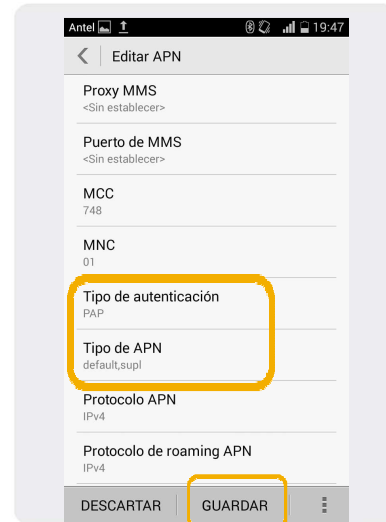 Antel 19:47
Editar APN
Proxy MMS
<Sin establecer>
Puerto de MMS
<Sin establecer>
MCC
748
MNC
01
Tipo de autenticación
PAP
Tipo de APN
default,supl
Protocolo APN
IPv4
Protocolo de roaming APN
IPv4
DESCARTAR GUARDAR